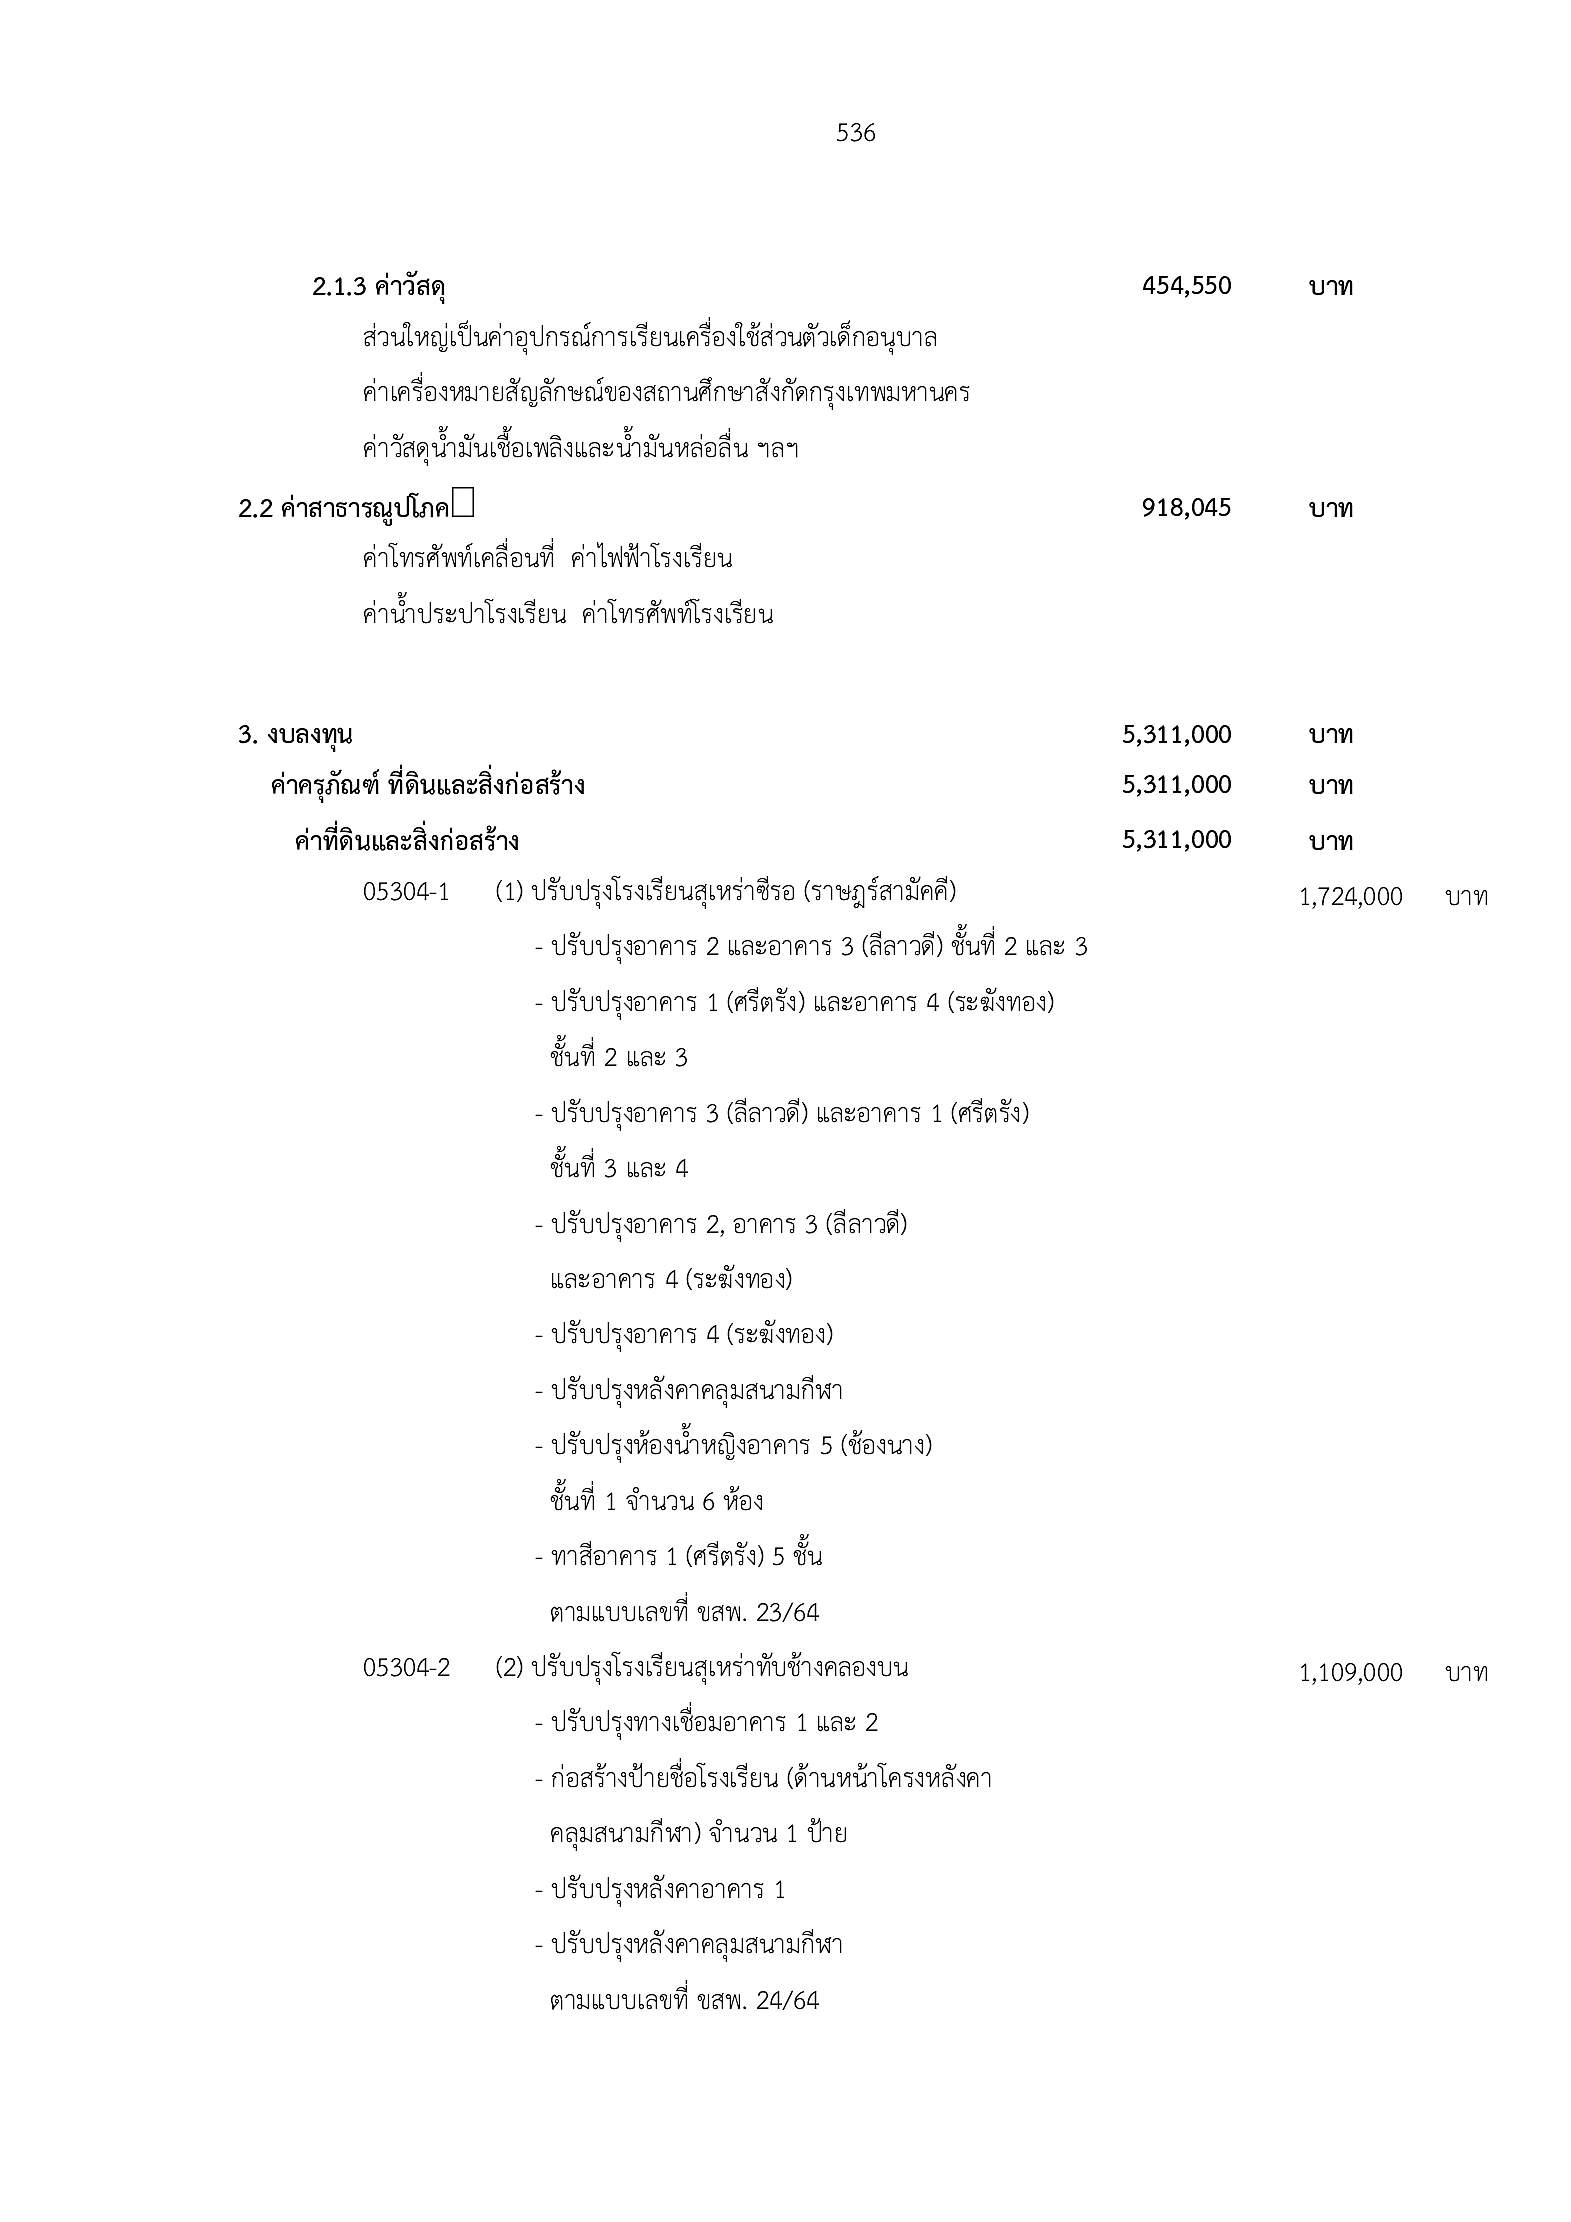 536
2.1.3 ค่าวัสดุ 454,550 บาท
ส่วนใหญ่เป็นค่าอุปกรณ์การเรียนเครื่องใช้ส่วนตัวเด็กอนุบาล
ค่าเครื่องหมายสัญลักษณ์ของสถานศึกษาสังกัดกรุงเทพมหานคร
ค่าวัสดุน้ำมันเชื้อเพลิงและน้ำมันหล่อลื่น ฯลฯ
2.2 ค่าสาธารณูปโภค 918,045 บาท
ค่าโทรศัพท์เคลื่อนที่ ค่าไฟฟ้าโรงเรียน
ค่าน้ำประปาโรงเรียน ค่าโทรศัพท์โรงเรียน
3. งบลงทุน 5,311,000 บาท
ค่าครุภัณฑ์ ที่ดินและสิ่งก่อสร้าง 5,311,000 บาท
ค่าที่ดินและสิ่งก่อสร้าง 5,311,000 บาท
05304-1 (1) ปรับปรุงโรงเรียนสุเหร่าซีรอ (ราษฎร์สามัคคี) 1,724,000 บาท
- ปรับปรุงอาคาร 2 และอาคาร 3 (ลีลาวดี) ชั้นที่ 2 และ 3
- ปรับปรุงอาคาร 1 (ศรีตรัง) และอาคาร 4 (ระฆังทอง)
ชั้นที่ 2 และ 3
- ปรับปรุงอาคาร 3 (ลีลาวดี) และอาคาร 1 (ศรีตรัง)
ชั้นที่ 3 และ 4
- ปรับปรุงอาคาร 2, อาคาร 3 (ลีลาวดี)
และอาคาร 4 (ระฆังทอง)
- ปรับปรุงอาคาร 4 (ระฆังทอง)
- ปรับปรุงหลังคาคลุมสนามกีฬา
- ปรับปรุงห้องน้ำหญิงอาคาร 5 (ช้องนาง)
ชั้นที่ 1 จำนวน 6 ห้อง
- ทาสีอาคาร 1 (ศรีตรัง) 5 ชั้น
ตามแบบเลขที่ ขสพ. 23/64
05304-2 (2) ปรับปรุงโรงเรียนสุเหร่าทับช้างคลองบน 1,109,000 บาท
- ปรับปรุงทางเชื่อมอาคาร 1 และ 2
- ก่อสร้างป้ายชื่อโรงเรียน (ด้านหน้าโครงหลังคา
คลุมสนามกีฬา) จำนวน 1 ป้าย
- ปรับปรุงหลังคาอาคาร 1
- ปรับปรุงหลังคาคลุมสนามกีฬา
ตามแบบเลขที่ ขสพ. 24/64